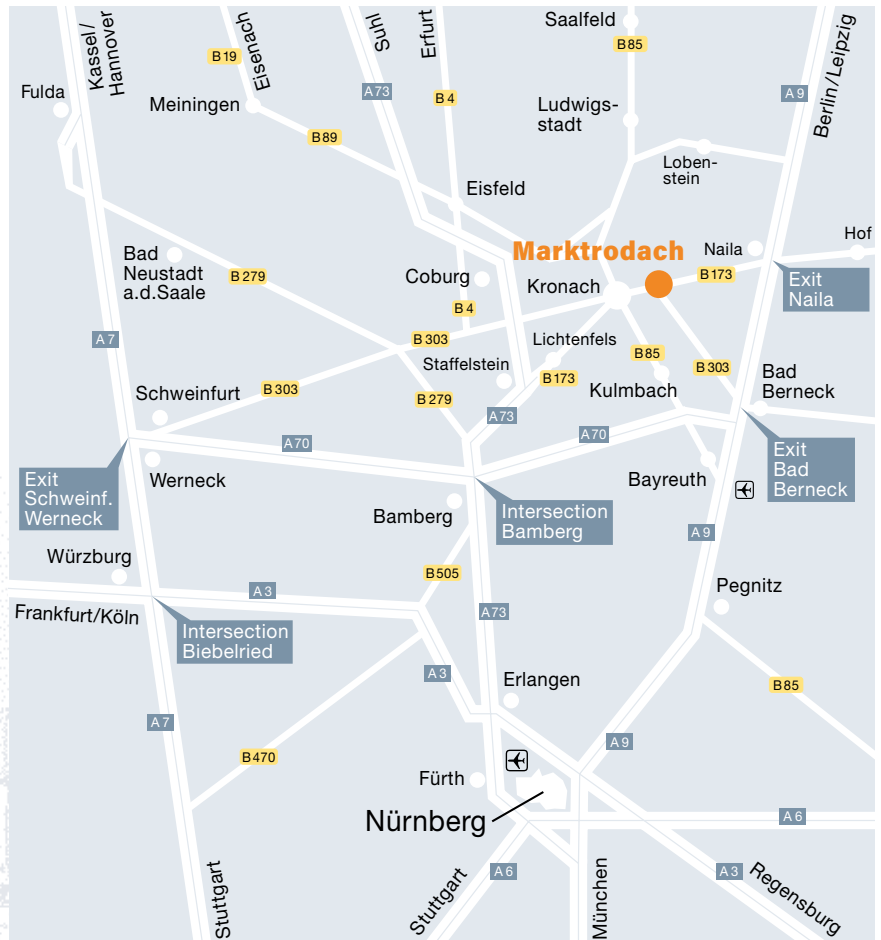 Kassel/
Hannover
B19
Eisenach
Suhl
Erfurt
Saalfeld
B85
Berlin/Leipzig
A9
Fulda
Meiningen
A73
B4
Ludwigs-
stadt
B89
Loben-
stein
Eisfeld
Marktrodach
Naila
Hof
Bad
Neustadt
a.d.Saale
B279
Coburg
Kronach
B173
Exit
Naila
B4
A7
B303
Lichtenfels
B85
B303
Staffelstein
B173
Kulmbach
Bad
Berneck
Schweinfurt
B303
B279
A73
A70
A70
Exit
Schweinf.
Werneck
Werneck
Bayreuth
Exit
Bad
Berneck
Bamberg
Intersection
Bamberg
A9
Würzburg
B505
A3
Pegnitz
Frankfurt/Köln
A73
Intersection
Biebelried
A3
Erlangen
B85
A7
A9
B470
Fürth
Nürnberg
A6
Stuttgart
Stuttgart
A6
München
A3
Regensburg